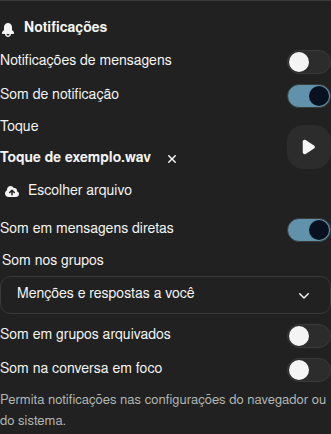 Notificações
Notificações de mensagens
Som de notificação
Toque
Toque de exemplo.wav
Escolher arquivo
Som em mensagens diretas
Som nos grupos
Menções e respostas a você
Som em grupos arquivados
Som na conversa em foco
Permita notificações nas configurações do navegador ou
do sistema.